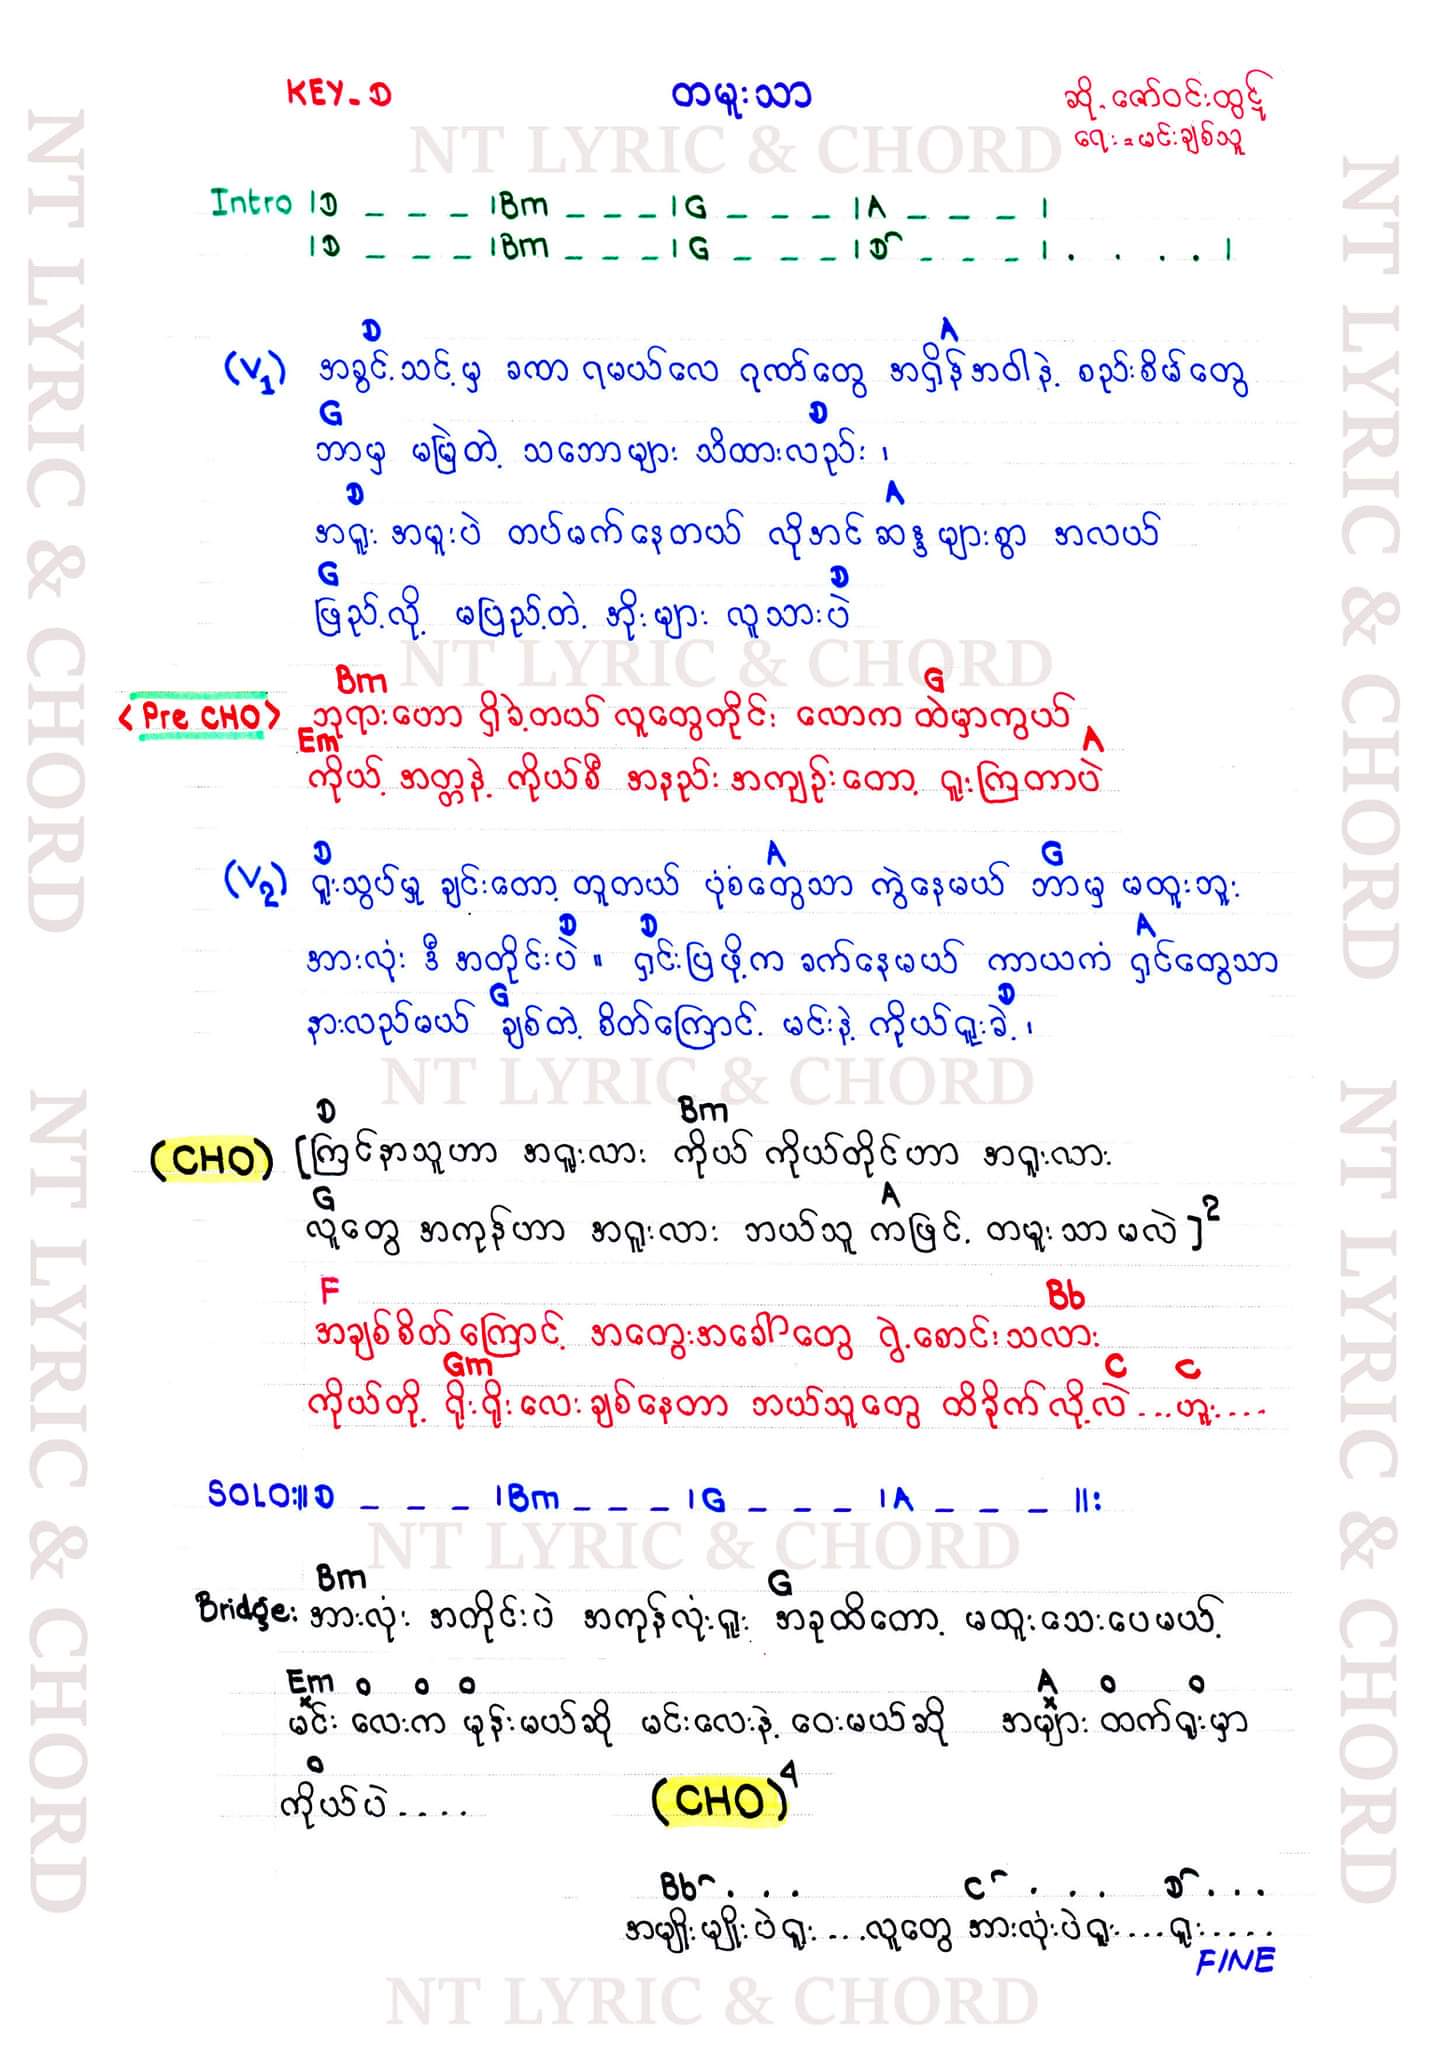 KEY-D
တမူးသာ
ဆို. ဇော်ဝင်းထွဋ်
ရေး = မင်းချစ်သူ
NT LYRIC & CHORD
Intro |D _ _ _ |Bm _ _ _ |G _ _ _ |A _ _ _ |
|D _ _ _ |Bm _ _ _ |G _ _ _ |D⌒ _ _ _ | . . . . |
D A
(V1) အခွင့်သင့်မှ ခဏ ရမယ်လေ ဂုဏ်တွေ အရှိန်အဝါနဲ့ စည်းစိမ်တွေ
G D
ဘာမှ မမြဲတဲ့ သဘောများ သိထားလည်း ၊
D A
အရူး အမူးပဲ တပ်မက်နေတယ် လိုအင် ဆန္ဒ များစွာ အလယ်
G D
ဖြည့်လို့ မပြည့်တဲ့ အိုးများ လူသားပဲ
NT LYRIC & CHORD
Bm G
<Pre CHO> ဘုရားဟော ရှိခဲ့တယ် လူတွေတိုင်း လောက ထဲမှာကွယ်
Em A
ကိုယ့် အတ္တနဲ့ ကိုယ်စီ အနည်း အကျဉ်းတော့ ရူးကြတာပဲ
D A G
(V2) ရူးသွပ်မှု ချင်းတော့ တူတယ် ပုံစံတွေသာ ကွဲနေမယ် ဘာမှ မထူးဘူး
D D A
အားလုံး ဒီ အတိုင်းပဲ ။ ရှင်းပြဖို့က ခက်နေမယ် ကာယကံ ရှင်တွေသာ
G D
နားလည်မယ် ချစ်တဲ့ စိတ်ကြောင့် မင်းနဲ့ ကိုယ်ရူးခဲ့ ၊
NT LYRIC & CHORD
D Bm
(CHO) [ကြင်နာသူဟာ အရူးလား ကိုယ် ကိုယ်တိုင်ဟာ အရူးလား
G A
လူတွေ အကုန်ဟာ အရူးလား ဘယ်သူ ကဖြင့် တမူးသာ မလဲ ]2
F Bb
အချစ်စိတ်ကြောင့် အတွေးအခေါ်တွေ ရွဲ့စောင်းသလား
Gm C C
ကိုယ်တို့ ရိုးရိုးလေး ချစ်နေတာ ဘယ်သူတွေ ထိခိုက်လို့လဲ ... ဟူး ....
SOLO:|| D _ _ _ |Bm _ _ _ |G _ _ _ |A _ _ _ ||:
NT LYRIC & CHORD
Bm G
Bridge: အားလုံး အတိုင်းပဲ အကုန်လုံးရူး အခုထိတော့ မထူးသေးပေမယ့်
Em o o o A o o
မင်း လေးက မုန်းမယ်ဆို မင်းလေးနဲ့ ဝေးမယ်ဆို အများ ထက်ရူးမှာ
o
ကိုယ်ပဲ ....
(CHO)4
Bb⌒ . . . C⌒ . . . D⌒ . . .
အမျိုးမျိုးပဲရူး ... လူတွေ အားလုံးပဲရူး ... ရူး ....
FINE
NT LYRIC & CHORD
NT LYRIC & CHORD
NT LYRIC & CHORD
NT LYRIC & CHORD
NT LYRIC & CHORD